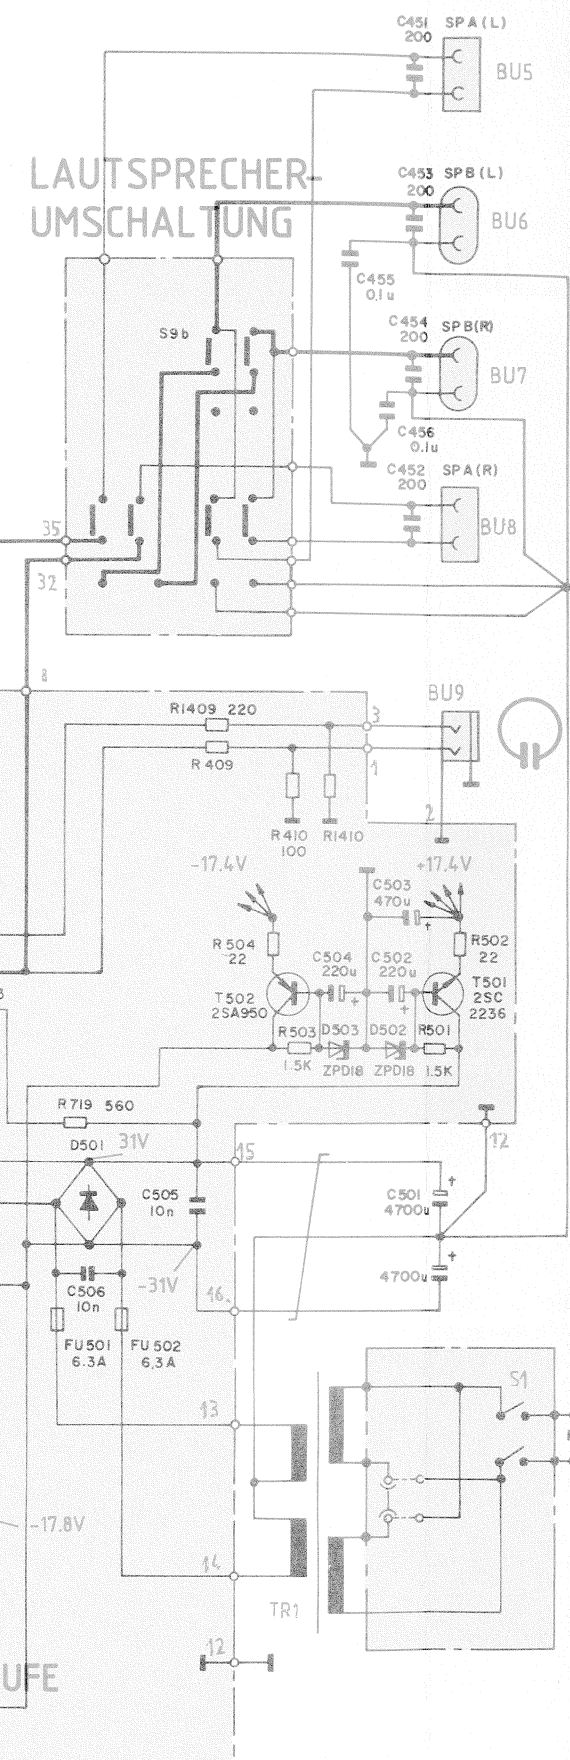 C451 SPA(L)
200
BU5
LAUTSPRECHER-
UMSCHALTUNG
C453 SPB(L)
200
BU6
C455
0.1u
S9b
C454 SPB(R)
200
BU7
C456
0.1u
C452 SPA(R)
200
BU8
35
32
8
BU9
R1409 220
3
R409
1
R410 R1410
100
2
-17.4V +17.4V
C503
470u
+
R504
22
C504 C502
220u 220u
+ +
R502
22
T502
2SA950
T501
2SC
2236
R503 D503 D502 R501
1.5K ZPD18 ZPD18 1.5K
R719 560
D501 31V
15
12
C505
10n
C501
4700u
+
+
4700u
C506
10n
-31V
16.
FU501 FU502
6.3A 6,3A
S1
13
-17.8V
14
TR1
12
UFE